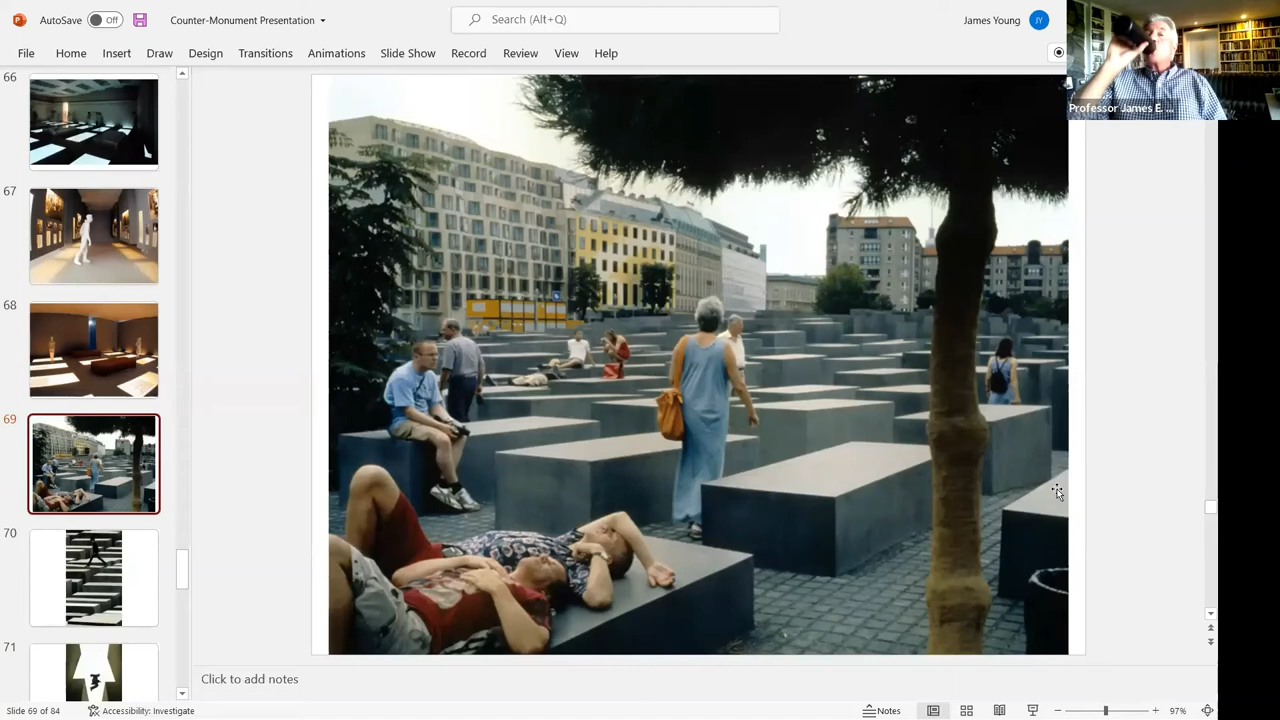 AutoSave Off Counter-Monument Presentation Search (Alt+Q) James Young JY
File Home Insert Draw Design Transitions Animations Slide Show Record Review View Help
Professor James E. ...
66
67
68
69
70
71
Click to add notes
Slide 69 of 84 Accessibility: Investigate Notes 97%